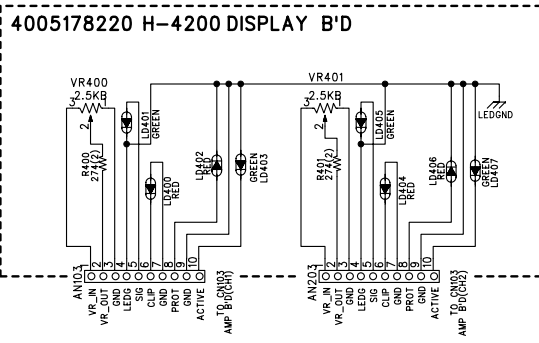 4005178220 H-4200 DISPLAY B'D
VR400
2.5KB
3
1
2
R400
274(2)
LD401
GREEN
LD400
RED
LD402
RED
GREEN
LD403
VR401
2.5KB
3
1
2
R401
274(2)
LD405
GREEN
LD404
RED
LD406
RED
GREEN
LD407
LEDGND
AN103
1
2
3
4
5
6
7
8
9
10
VR_IN
VR_OUT
GND
LEDG
SIG
CLIP
GND
PROT
GND
ACTIVE
TO CN103
AMP B'D(CH1)
AN203
1
2
3
4
5
6
7
8
9
10
VR_IN
VR_OUT
GND
LEDG
SIG
CLIP
GND
PROT
GND
ACTIVE
TO CN103
AMP B'D(CH2)